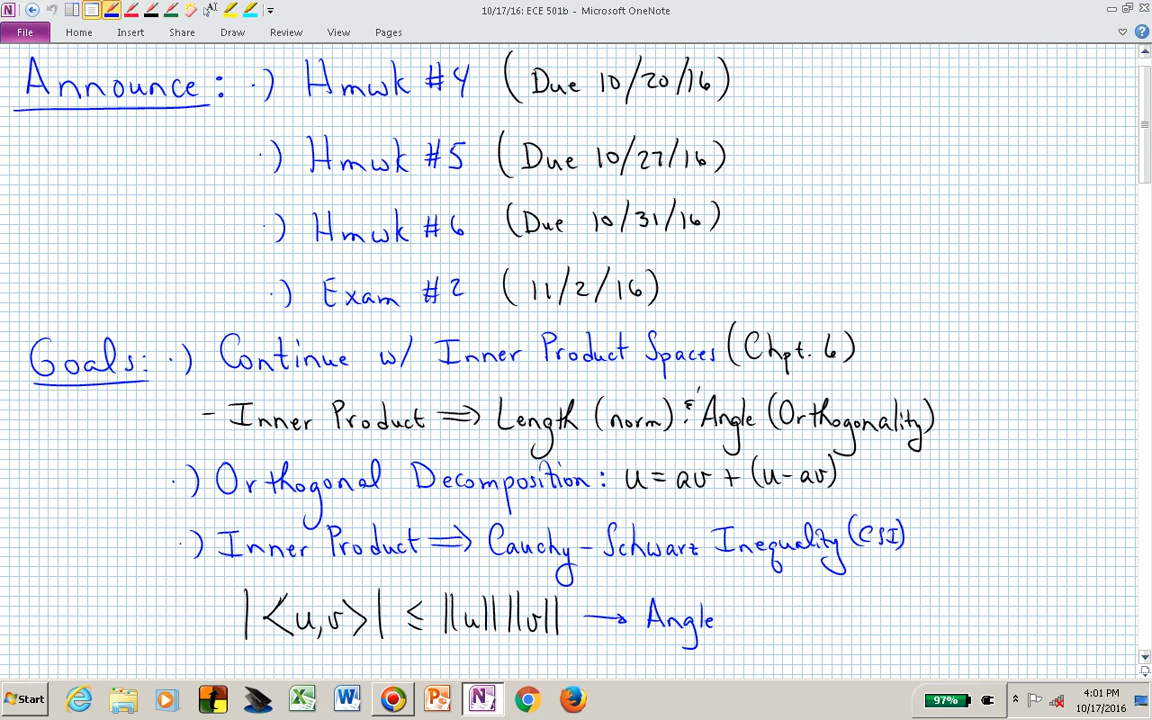 10/17/16: ECE 501b - Microsoft OneNote
File Home Insert Share Draw Review View Pages
Announce: ·) Hmwk #4 (Due 10/20/16)
·) Hmwk #5 (Due 10/27/16)
·) Hmwk #6 (Due 10/31/16)
·) Exam #2 (11/2/16)
Goals: ·) Continue w/ Inner Product Spaces (Chpt. 6)
- Inner Product ⟹ Length (norm) & Angle (Orthogonality)
·) Orthogonal Decomposition: u = av + (u - av)
·) Inner Product ⟹ Cauchy-Schwarz Inequality (CSI)
|<u,v>| ≤ ||u|| ||v|| → Angle
Start 97% 4:01 PM
10/17/2016